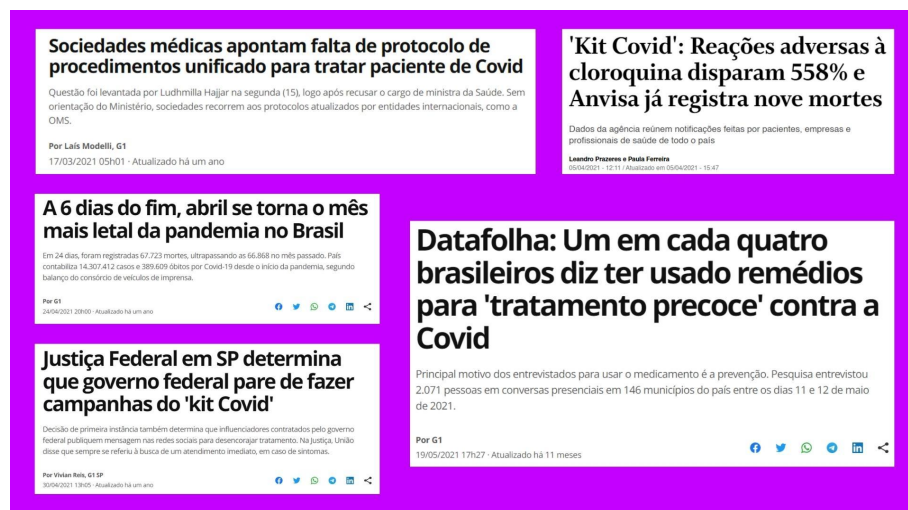 Sociedades médicas apontam falta de protocolo de
procedimentos unificado para tratar paciente de Covid
Questão foi levantada por Ludhmilla Hajjar na segunda (15), logo após recusar o cargo de ministra da Saúde. Sem
orientação do Ministério, sociedades recorrem aos protocolos atualizados por entidades internacionais, como a
OMS.
Por Laís Modelli, G1
17/03/2021 05h01 · Atualizado há um ano
'Kit Covid': Reações adversas à
cloroquina disparam 558% e
Anvisa já registra nove mortes
Dados da agência reúnem notificações feitas por pacientes, empresas e
profissionais de saúde de todo o país
Leandro Prazeres e Paula Ferreira
05/04/2021 - 12:11 / Atualizado em 05/04/2021 - 15:47
A 6 dias do fim, abril se torna o mês
mais letal da pandemia no Brasil
Em 24 dias, foram registradas 67.723 mortes, ultrapassando as 66.868 no mês passado. País
contabiliza 14.307.412 casos e 389.609 óbitos por Covid-19 desde o início da pandemia, segundo
balanço do consórcio de veículos de imprensa.
Por G1
24/04/2021 20h00 · Atualizado há um ano
Datafolha: Um em cada quatro
brasileiros diz ter usado remédios
para 'tratamento precoce' contra a
Covid
Principal motivo dos entrevistados para usar o medicamento é a prevenção. Pesquisa entrevistou
2.071 pessoas em conversas presenciais em 146 municípios do país entre os dias 11 e 12 de maio
de 2021.
Por G1
19/05/2021 17h27 · Atualizado há 11 meses
Justiça Federal em SP determina
que governo federal pare de fazer
campanhas do 'kit Covid'
Decisão de primeira instância também determina que influenciadores contratados pelo governo
federal publiquem mensagem nas redes sociais para desencorajar tratamento. Na Justiça, União
disse que sempre se referiu à busca de um atendimento imediato, em caso de sintomas.
Por Vivian Reis, G1 SP
30/04/2021 13h05 · Atualizado há um ano